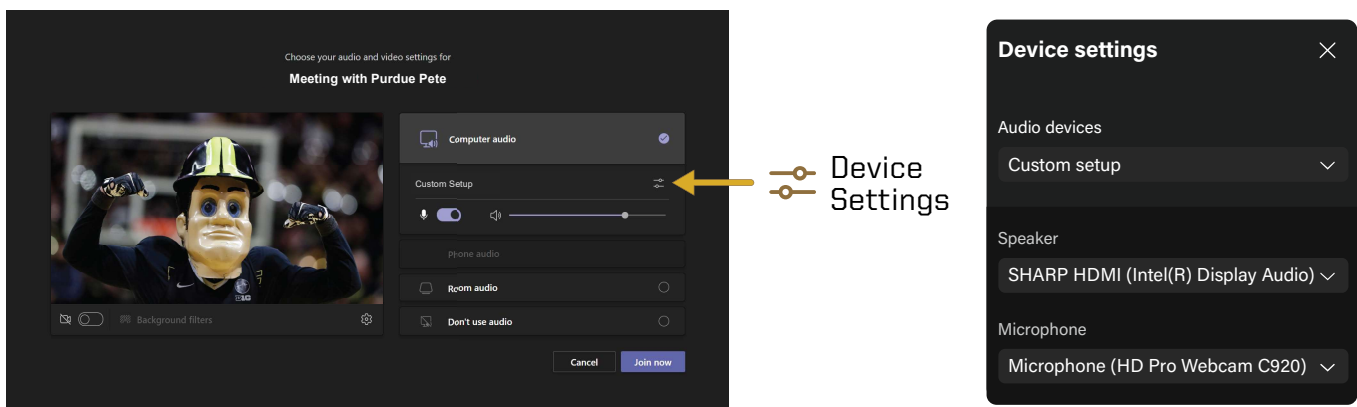 Choose your audio and video settings for
Meeting with Purdue Pete
Computer audio
Custom Setup
Phone audio
Room audio
Don't use audio
Background filters
Cancel
Join now
Device
Settings
Device settings
Audio devices
Custom setup
Speaker
SHARP HDMI (Intel(R) Display Audio)
Microphone
Microphone (HD Pro Webcam C920)